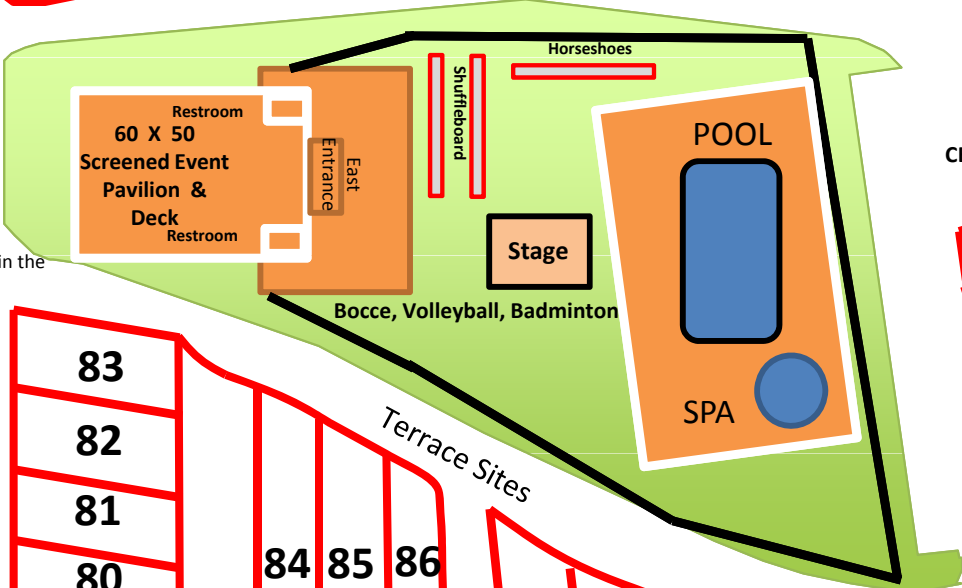 Horseshoes
Shuffleboard
Restroom
60 X 50
Screened Event
Pavilion &
Deck
Restroom
East
Entrance
POOL
Stage
in the
Bocce, Volleyball, Badminton
SPA
Terrace Sites
83
82
81
80
84
85
86